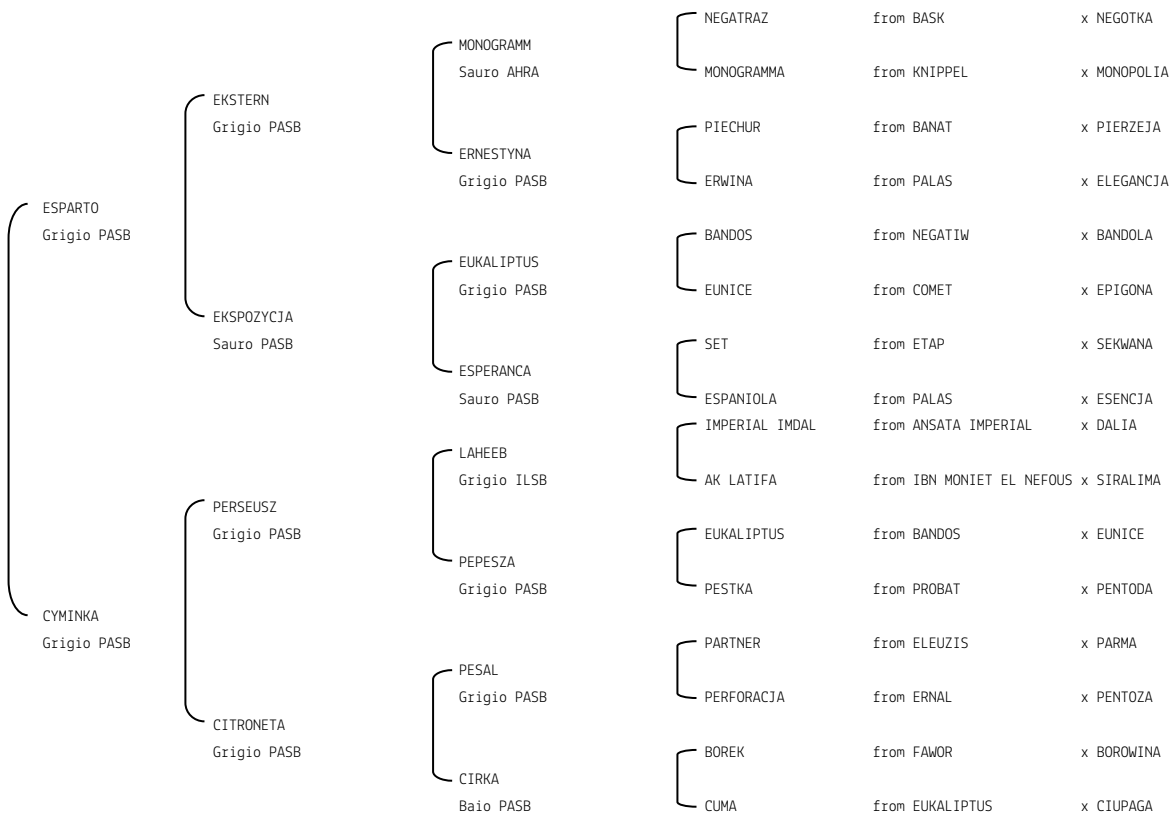 NEGATRAZ from BASK x NEGOTKA
MONOGRAMM
Sauro AHRA MONOGRAMMA from KNIPPEL x MONOPOLIA
EKSTERN
Grigio PASB PIECHUR from BANAT x PIERZEJA
ERNESTYNA
Grigio PASB ERWINA from PALAS x ELEGANCJA
ESPARTO
Grigio PASB BANDOS from NEGATIW x BANDOLA
EUKALIPTUS
Grigio PASB EUNICE from COMET x EPIGONA
EKSPOZYCJA
Sauro PASB SET from ETAP x SEKWANA
ESPERANCA
Sauro PASB ESPANIOLA from PALAS x ESENCJA
IMPERIAL IMDAL from ANSATA IMPERIAL x DALIA
LAHEEB
Grigio ILSB AK LATIFA from IBN MONIET EL NEFOUS x SIRALIMA
PERSEUSZ
Grigio PASB EUKALIPTUS from BANDOS x EUNICE
PEPESZA
Grigio PASB PESTKA from PROBAT x PENTODA
CYMINKA
Grigio PASB PARTNER from ELEUZIS x PARMA
PESAL
Grigio PASB PERFORACJA from ERNAL x PENTOZA
CITRONETA
Grigio PASB BOREK from FAWOR x BOROWINA
CIRKA
Baio PASB CUMA from EUKALIPTUS x CIUPAGA